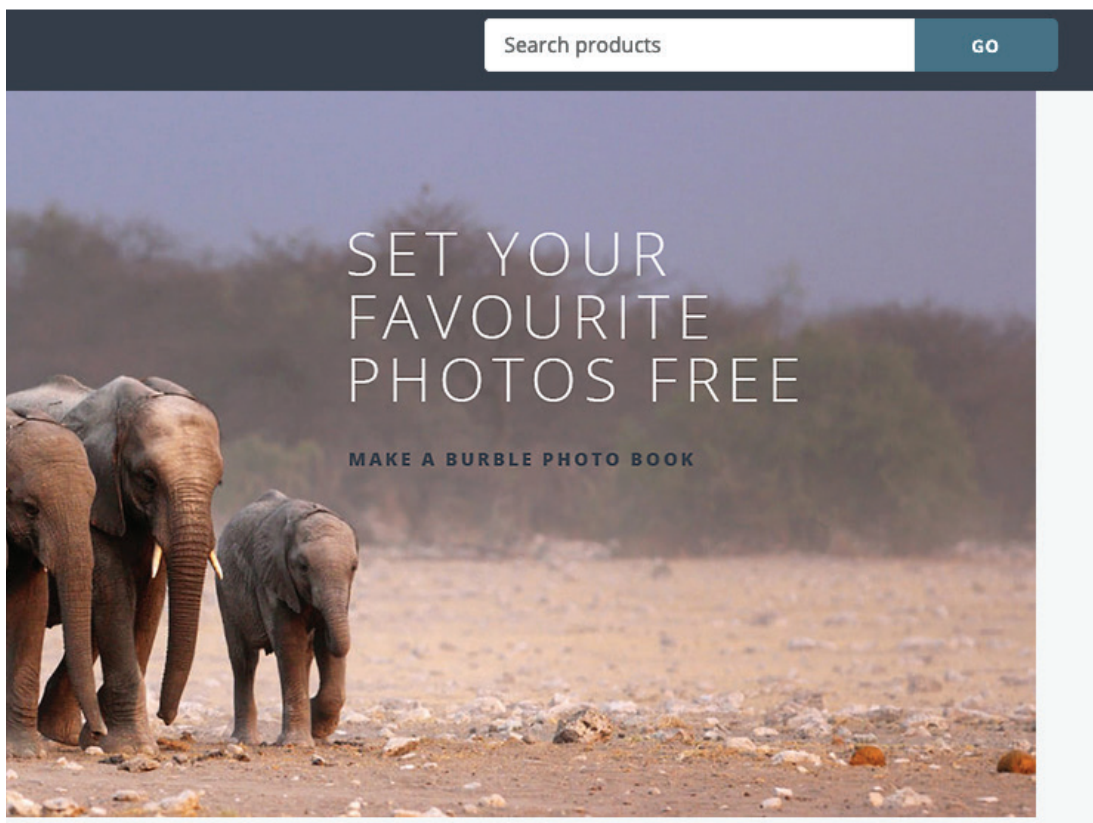 Search products
GO
SET YOUR
FAVOURITE
PHOTOS FREE
MAKE A BURBLE PHOTO BOOK